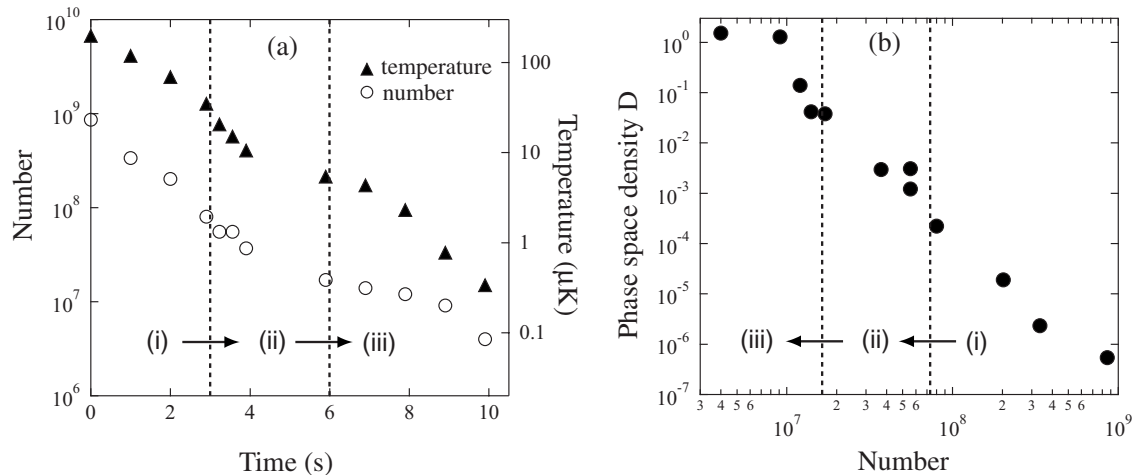 (a)
▲ temperature
○ number
Number
10^10
10^9
10^8
10^7
10^6
100
10
1
0.1
Temperature (μK)
(i)
(ii)
(iii)
0 2 4 6 8 10
Time (s)
(b)
Phase space density D
10^0
10^-1
10^-2
10^-3
10^-4
10^-5
10^-6
10^-7
(iii)
(ii)
(i)
3 4 5 6 2 3 4 5 6 2 3 4 5 6
10^7 10^8 10^9
Number